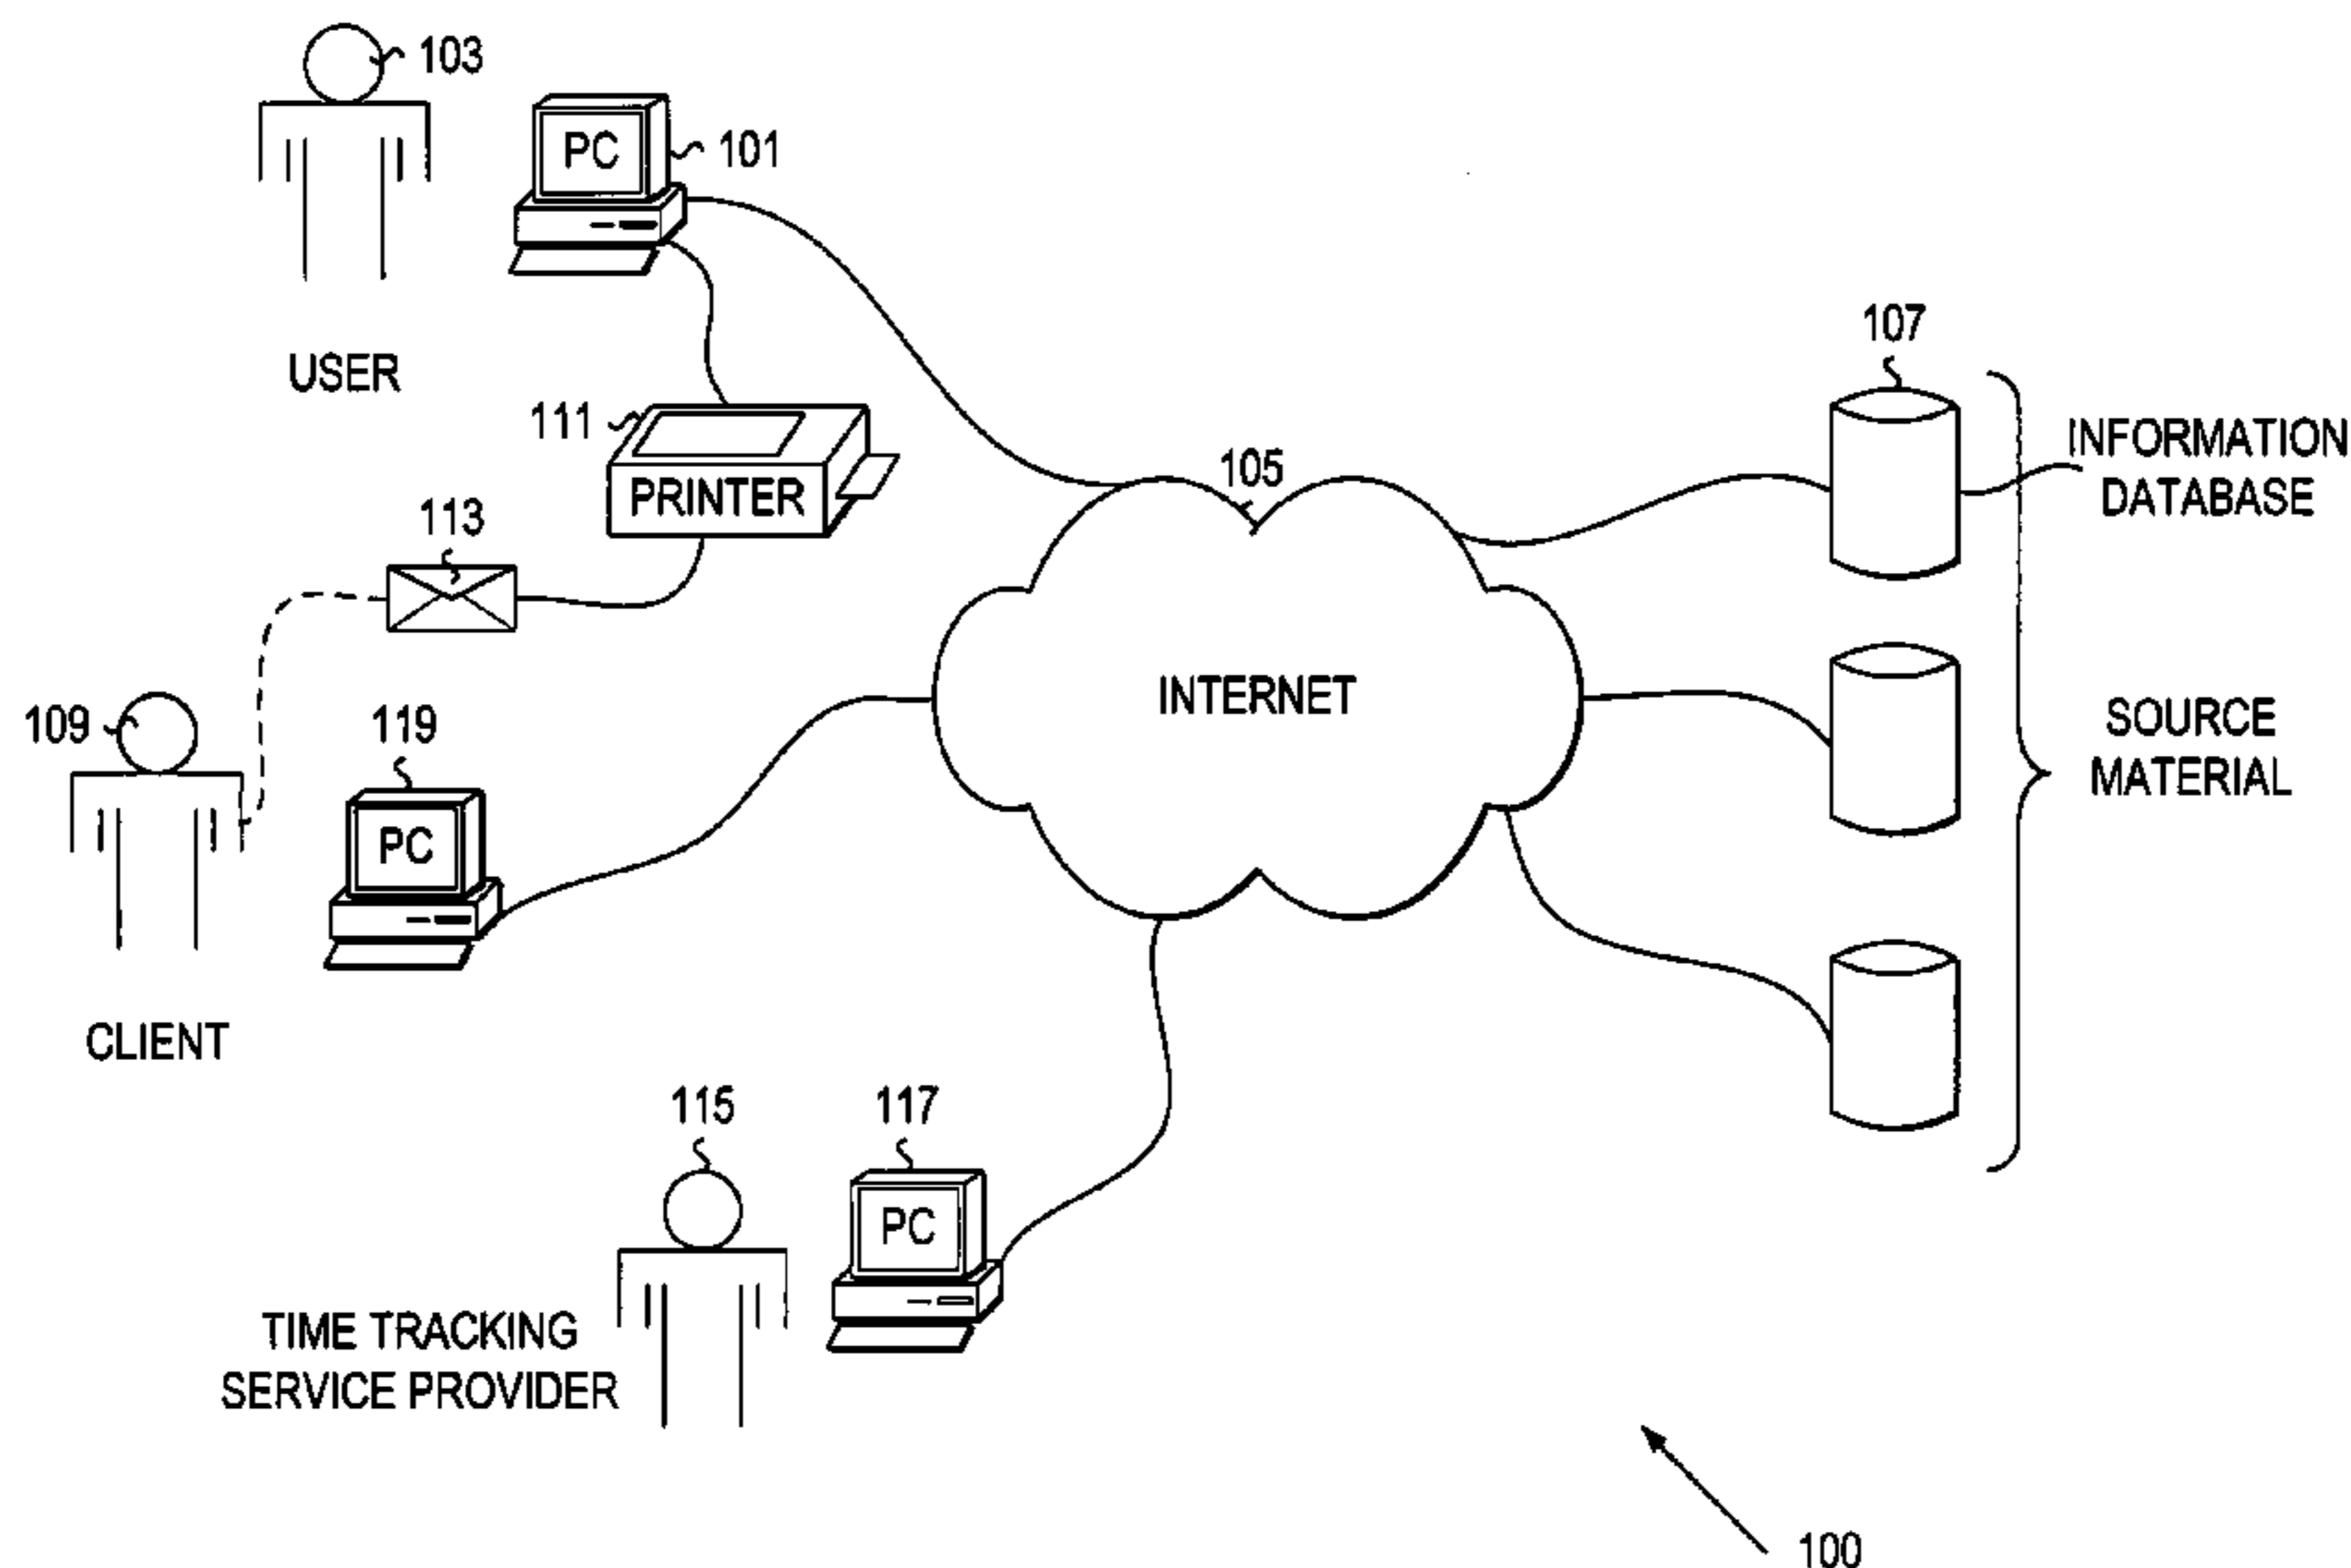 103
PC
101
USER
107
INFORMATION
DATABASE
111
PRINTER
105
113
INTERNET
SOURCE
MATERIAL
109
119
PC
CLIENT
115
117
PC
TIME TRACKING
SERVICE PROVIDER
100